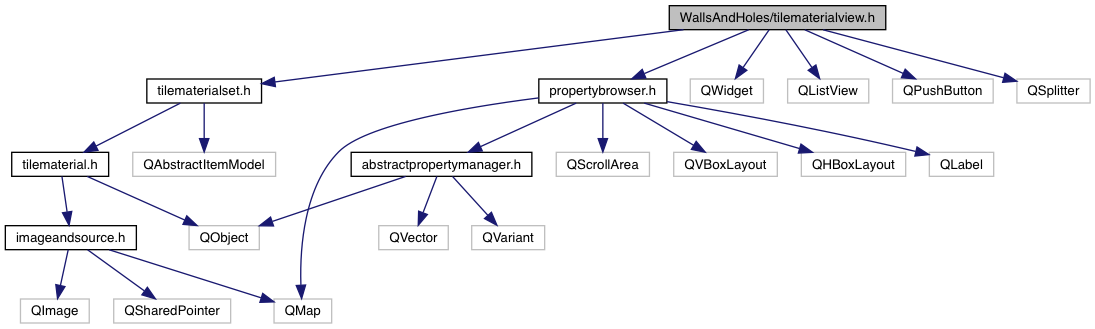 WallsAndHoles/tilematerialview.h
tilematerialset.h
propertybrowser.h
QWidget
QListView
QPushButton
QSplitter
tilematerial.h
QAbstractItemModel
abstractpropertymanager.h
QScrollArea
QVBoxLayout
QHBoxLayout
QLabel
imageandsource.h
QObject
QVector
QVariant
QImage
QSharedPointer
QMap